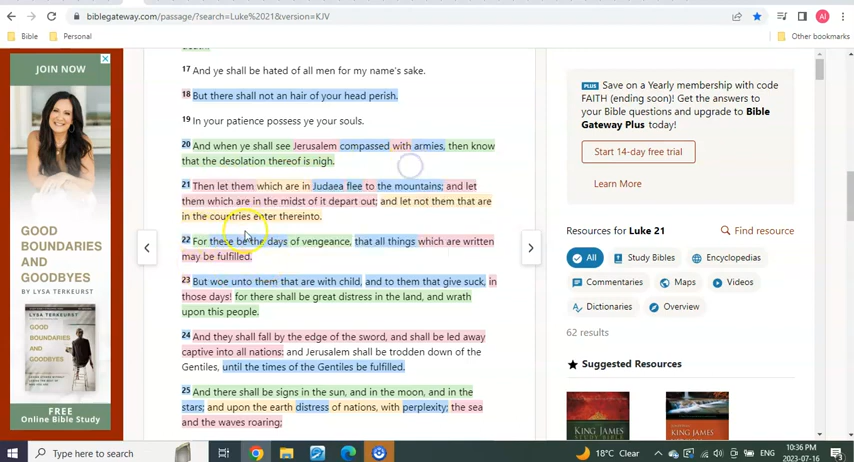 biblegateway.com/passage/?search=Luke%2021&version=KJV
Bible
Personal
Other bookmarks
JOIN NOW
GOOD
BOUNDARIES
AND
GOODBYES
BY LYSA TERKEURST
LYSA TERKEURST
GOOD
BOUNDARIES
AND
GOODBYES
FREE
Online Bible Study
17 And ye shall be hated of all men for my name's sake.
18 But there shall not an hair of your head perish.
19 In your patience possess ye your souls.
20 And when ye shall see Jerusalem compassed with armies, then know
that the desolation thereof is nigh.
21 Then let them which are in Judaea flee to the mountains; and let
them which are in the midst of it depart out; and let not them that are
in the countries enter thereinto.
22 For these be the days of vengeance, that all things which are written
may be fulfilled.
23 But woe unto them that are with child, and to them that give suck, in
those days! for there shall be great distress in the land, and wrath
upon this people.
24 And they shall fall by the edge of the sword, and shall be led away
captive into all nations: and Jerusalem shall be trodden down of the
Gentiles, until the times of the Gentiles be fulfilled.
25 And there shall be signs in the sun, and in the moon, and in the
stars; and upon the earth distress of nations, with perplexity; the sea
and the waves roaring;
PLUS Save on a Yearly membership with code
FAITH (ending soon)! Get the answers to
your Bible questions and upgrade to Bible
Gateway Plus today!
Start 14-day free trial
Learn More
Resources for Luke 21
Find resource
All
Study Bibles
Encyclopedias
Commentaries
Maps
Videos
Dictionaries
Overview
62 results
Suggested Resources
KING JAMES
KING JAMES
Type here to search
18°C Clear
ENG
10:36 PM
2023-07-16